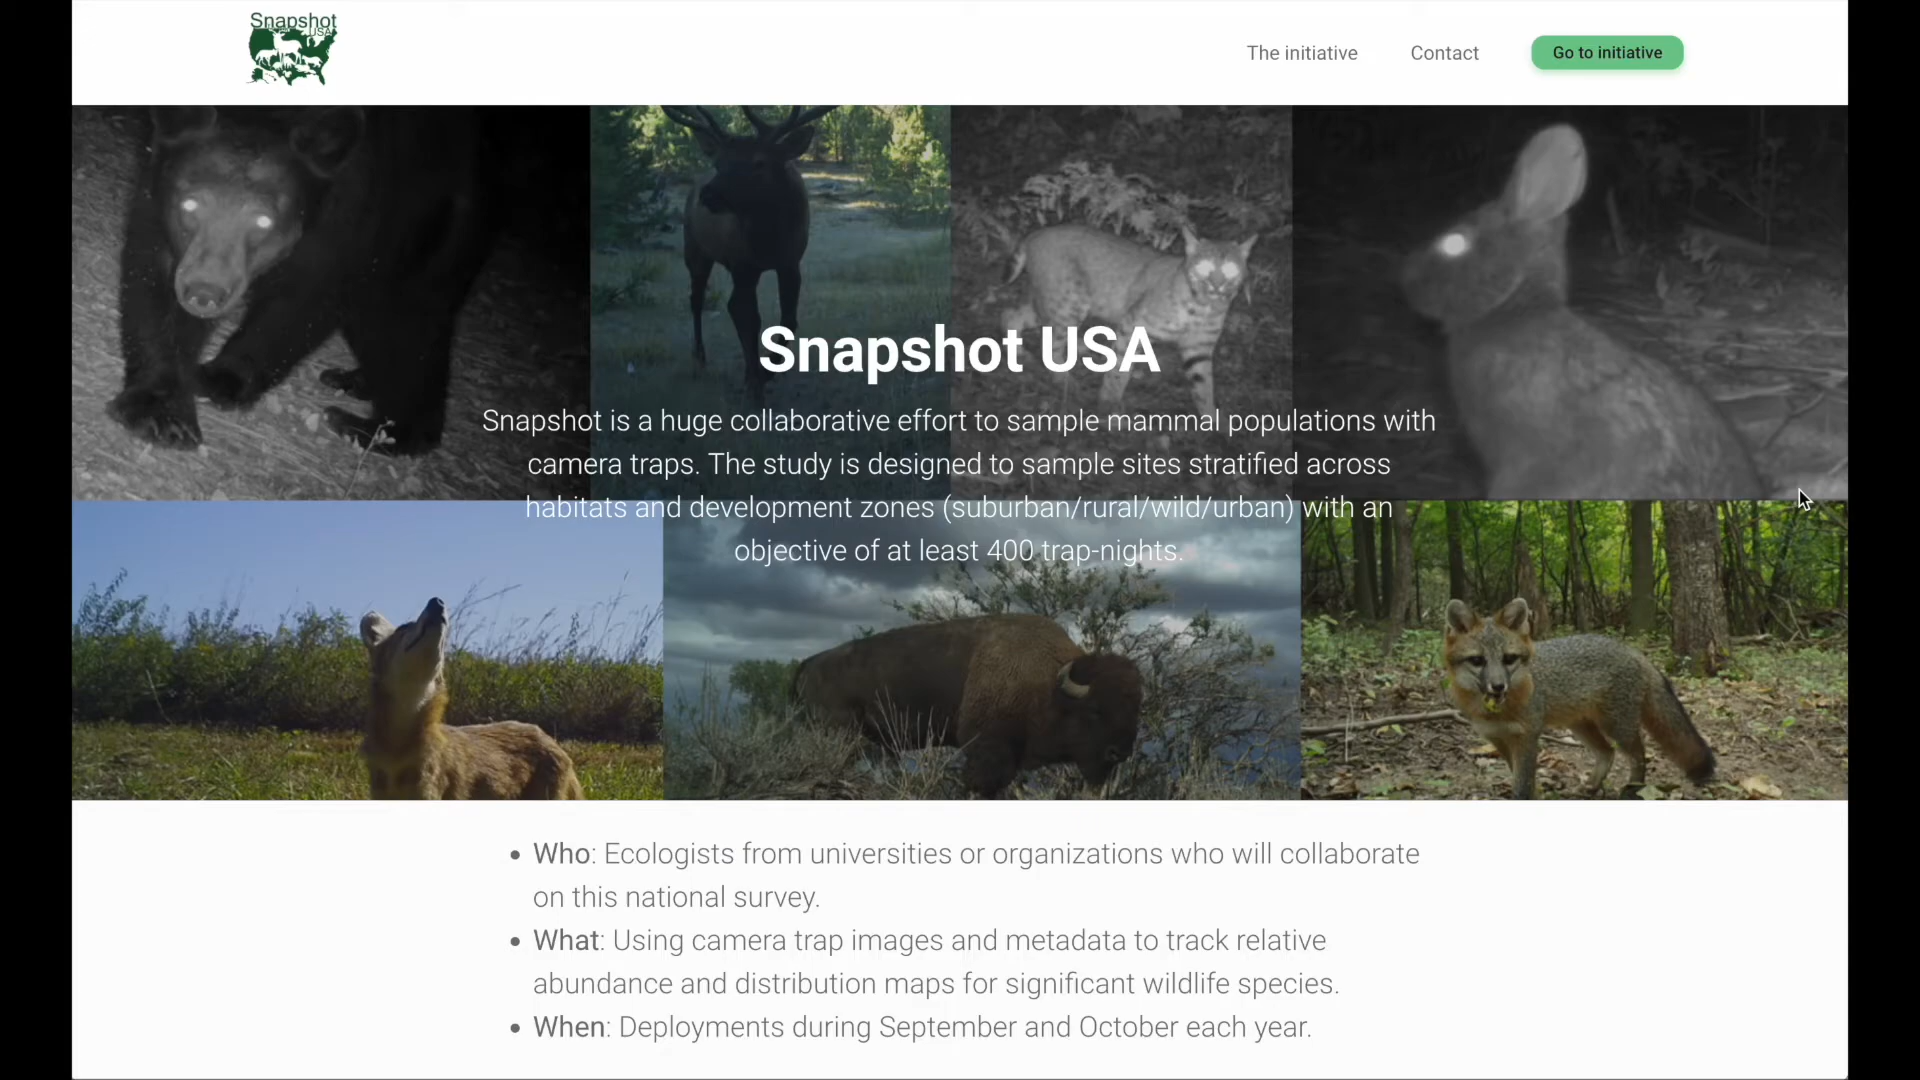 Snapshot
USA
The initiative
Contact
Go to initiative
Snapshot USA
Snapshot is a huge collaborative effort to sample mammal populations with
camera traps. The study is designed to sample sites stratified across
habitats and development zones (suburban/rural/wild/urban) with an
objective of at least 400 trap-nights.
• Who: Ecologists from universities or organizations who will collaborate
on this national survey.
• What: Using camera trap images and metadata to track relative
abundance and distribution maps for significant wildlife species.
• When: Deployments during September and October each year.